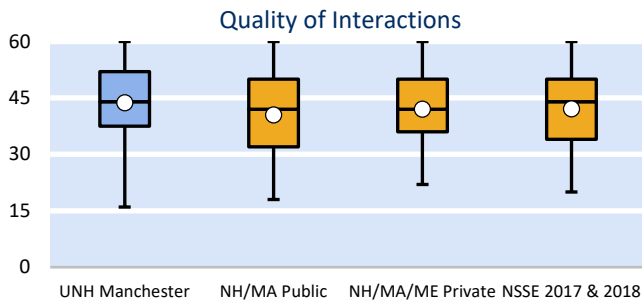 Quality of Interactions
60
45
30
15
0
UNH Manchester NH/MA Public NH/MA/ME Private NSSE 2017 & 2018